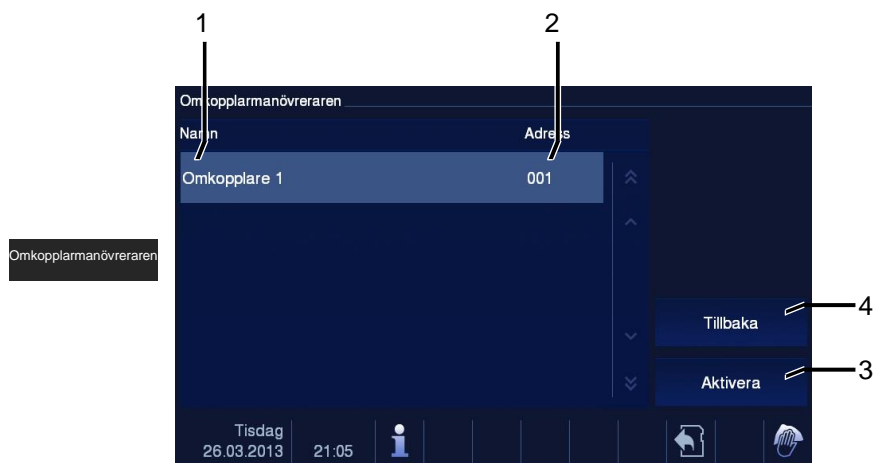 1 2
Omkopplarmanövreraren
Namn Adress
Omkopplare 1 001
Omkopplarmanövreraren
Tillbaka 4
Aktivera 3
Tisdag
26.03.2013 21:05